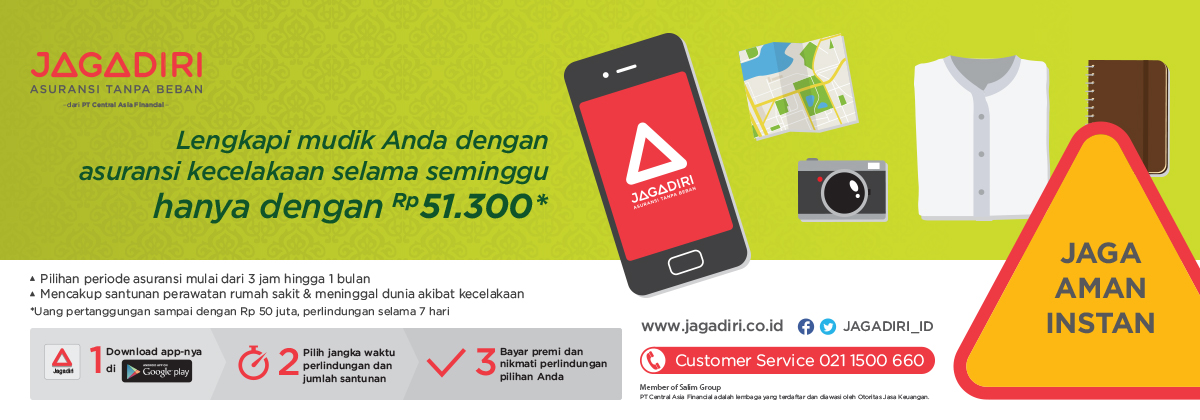 JAGADIRI
ASURANSI TANPA BEBAN
- dari PT Central Asia Financial -
Lengkapi mudik Anda dengan
asuransi kecelakaan selama seminggu
hanya dengan Rp51.300*
JAGADIRI
ASURANSI TANPA BEBAN
JAGA
AMAN
INSTAN
▲ Pilihan periode asuransi mulai dari 3 jam hingga 1 bulan
▲ Mencakup santunan perawatan rumah sakit & meninggal dunia akibat kecelakaan
*Uang pertanggungan sampai dengan Rp 50 juta, perlindungan selama 7 hari
Jagadiri
1 Download app-nya
di
Google play
2 Pilih jangka waktu
perlindungan dan
jumlah santunan
3 Bayar premi dan
nikmati perlindungan
pilihan Anda
www.jagadiri.co.id JAGADIRI_ID
Customer Service 021 1500 660
Member of Salim Group
PT Central Asia Financial adalah lembaga yang terdaftar dan diawasi oleh Otoritas Jasa Keuangan.